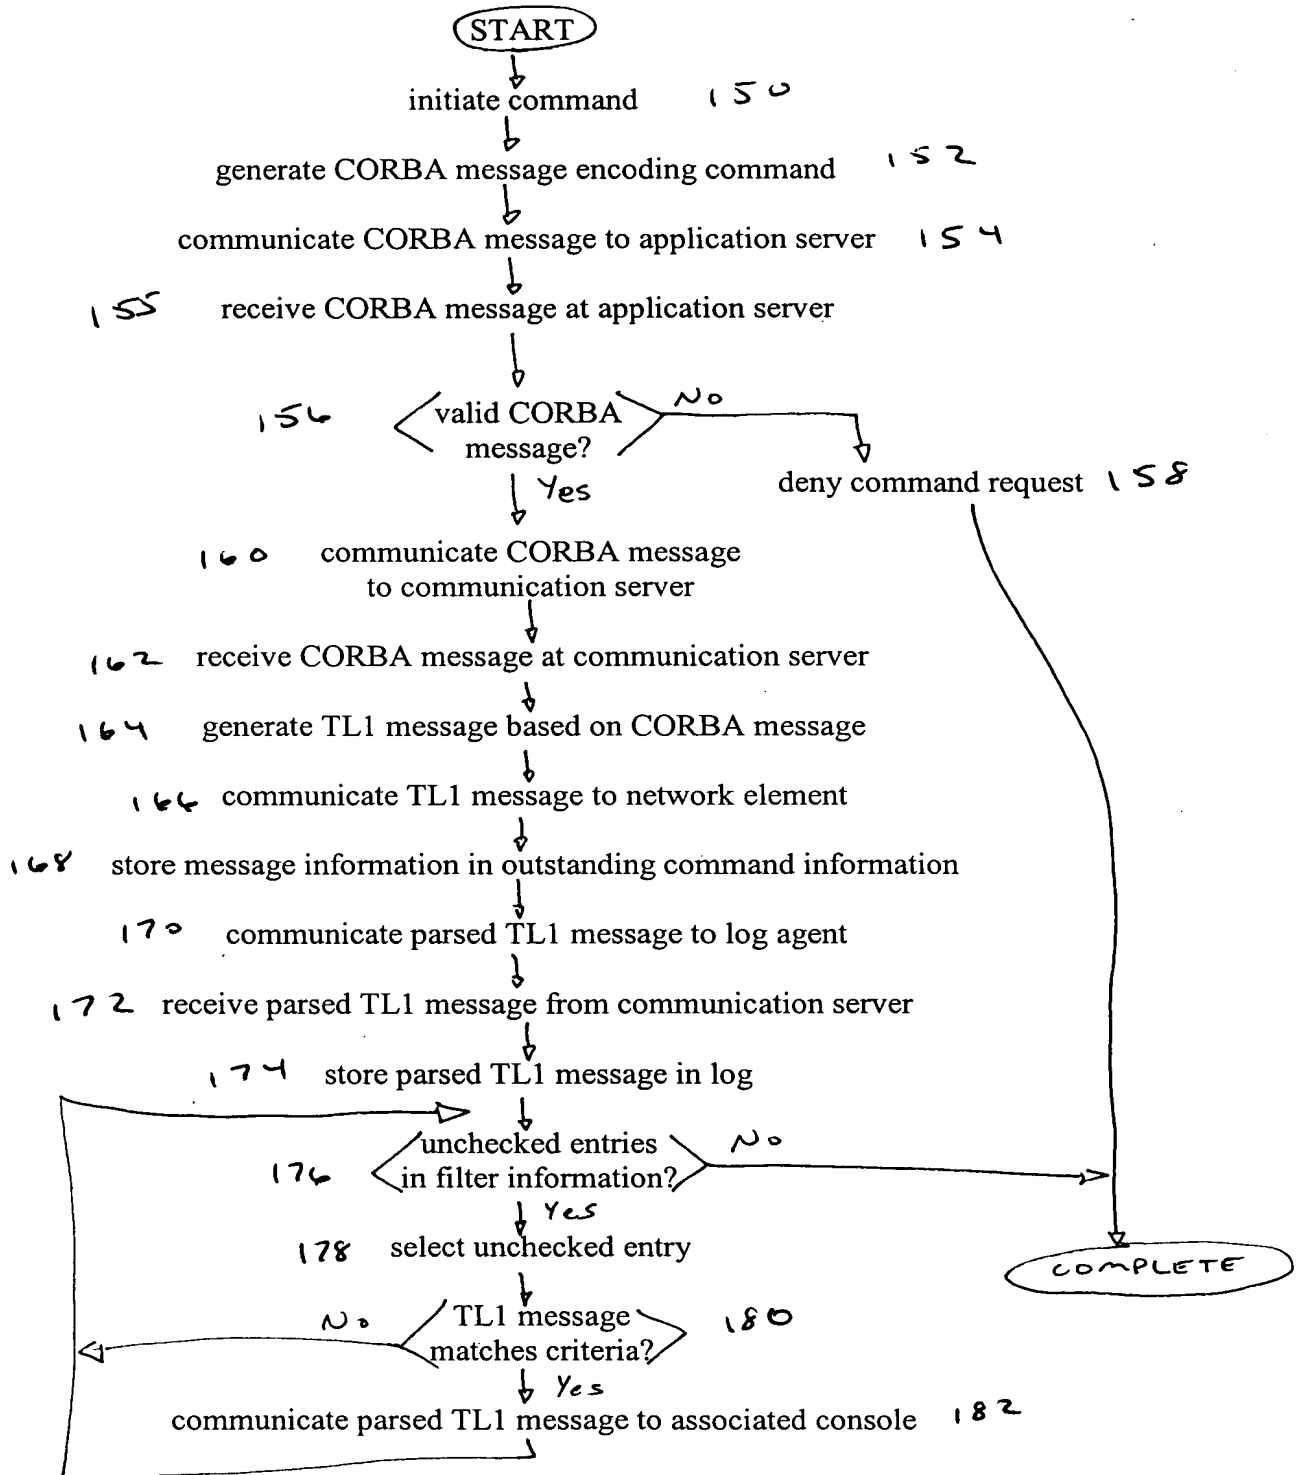 START
initiate command 150
generate CORBA message encoding command 152
communicate CORBA message to application server 154
155 receive CORBA message at application server
156 valid CORBA No
message?
Yes
deny command request 158
160 communicate CORBA message
to communication server
162 receive CORBA message at communication server
164 generate TL1 message based on CORBA message
166 communicate TL1 message to network element
168 store message information in outstanding command information
170 communicate parsed TL1 message to log agent
172 receive parsed TL1 message from communication server
174 store parsed TL1 message in log
unchecked entries No
176 in filter information?
Yes
178 select unchecked entry
COMPLETE
No TL1 message 180
matches criteria?
Yes
communicate parsed TL1 message to associated console 182